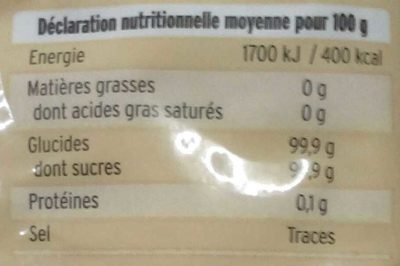 Déclaration nutritionnelle moyenne pour 100 g
Energie 1700 kJ / 400 kcal
Matières grasses 0 g
dont acides gras saturés 0 g
Glucides 99,9 g
dont sucres
Protéines 0,1 g
Sel Traces